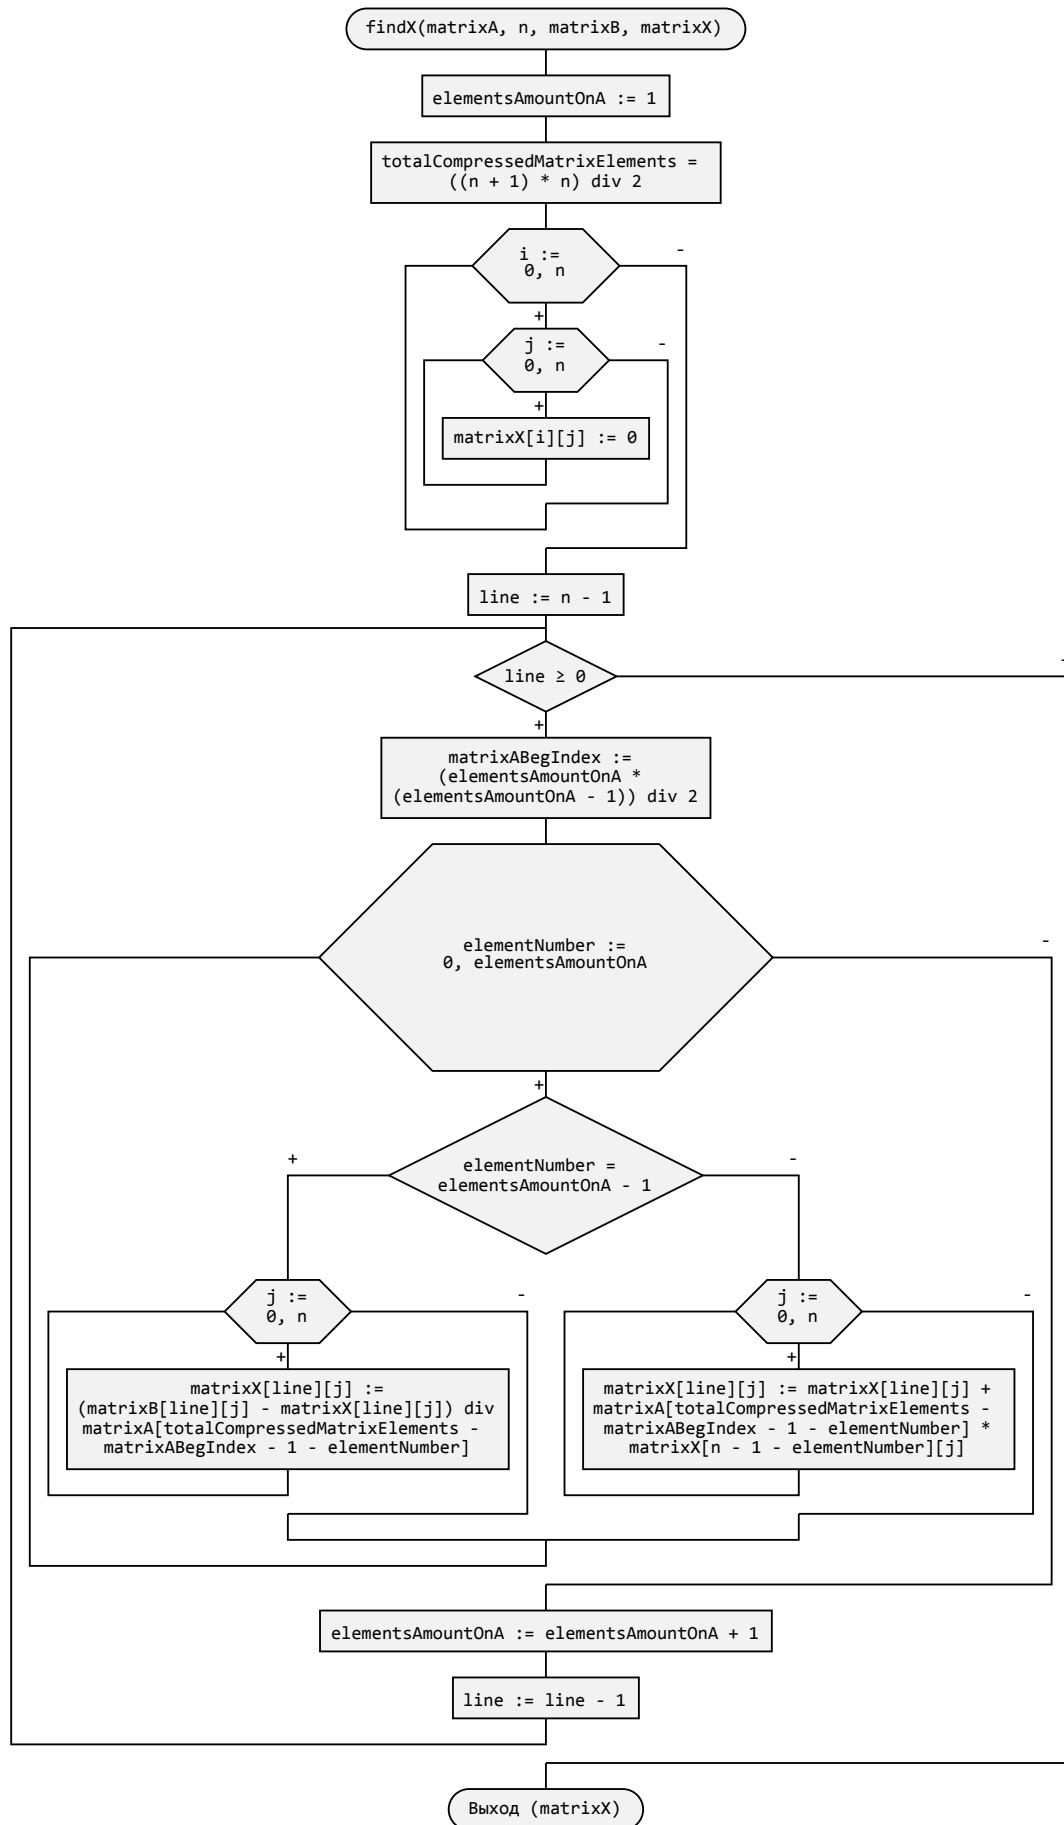 findX(matrixA, n, matrixB, matrixX)
elementsAmountOnA := 1
totalCompressedMatrixElements =
((n + 1) * n) div 2
i :=
0, n
-
+
j :=
0, n
-
+
matrixX[i][j] := 0
line := n - 1
line ≥ 0
-
+
matrixABegIndex :=
(elementsAmountOnA *
(elementsAmountOnA - 1)) div 2
elementNumber :=
0, elementsAmountOnA
-
+
elementNumber =
elementsAmountOnA - 1
+
-
j :=
0, n
-
+
matrixX[line][j] :=
(matrixB[line][j] - matrixX[line][j]) div
matrixA[totalCompressedMatrixElements -
matrixABegIndex - 1 - elementNumber]
j :=
0, n
-
+
matrixX[line][j] := matrixX[line][j] +
matrixA[totalCompressedMatrixElements -
matrixABegIndex - 1 - elementNumber] *
matrixX[n - 1 - elementNumber][j]
elementsAmountOnA := elementsAmountOnA + 1
line := line - 1
Выход (matrixX)